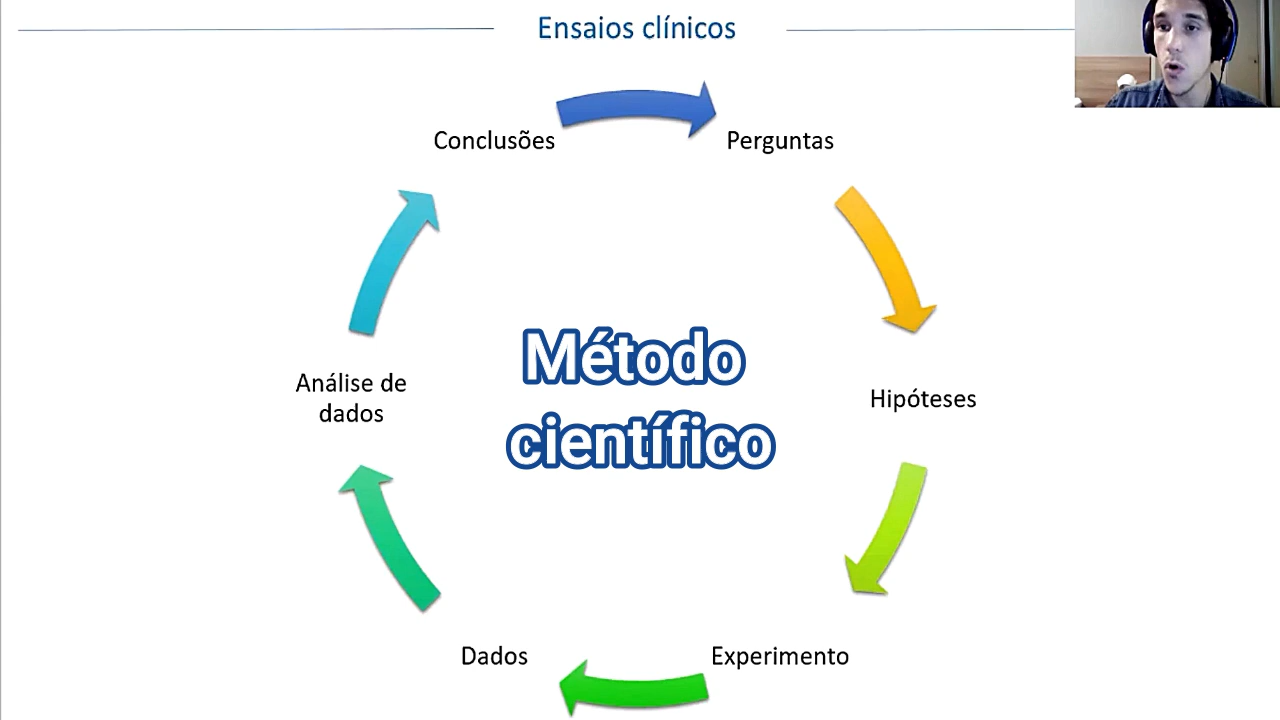 Ensaios clínicos
Conclusões
Perguntas
Análise de
dados
Método
científico
Hipóteses
Dados
Experimento